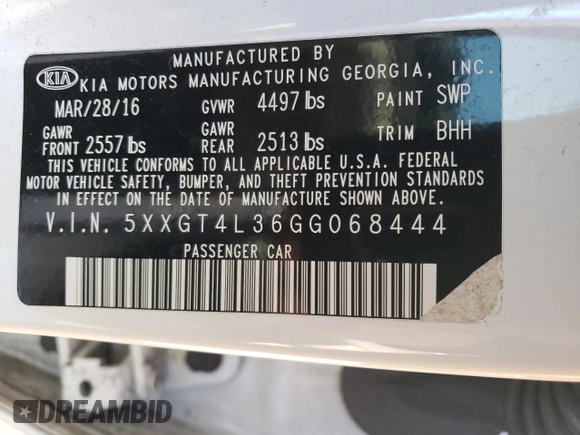 MANUFACTURED BY
KIA KIA MOTORS MANUFACTURING GEORGIA, INC.
MAR/28/16 GVWR 4497 lbs PAINT SWP
GAWR FRONT 2557 lbs GAWR REAR 2513 lbs TRIM BHH
THIS VEHICLE CONFORMS TO ALL APPLICABLE U.S.A. FEDERAL
MOTOR VEHICLE SAFETY, BUMPER, AND THEFT PREVENTION STANDARDS
IN EFFECT ON THE DATE OF MANUFACTURE SHOWN ABOVE.
V.I.N. 5XXGT4L36GG068444
PASSENGER CAR
DREAMBID